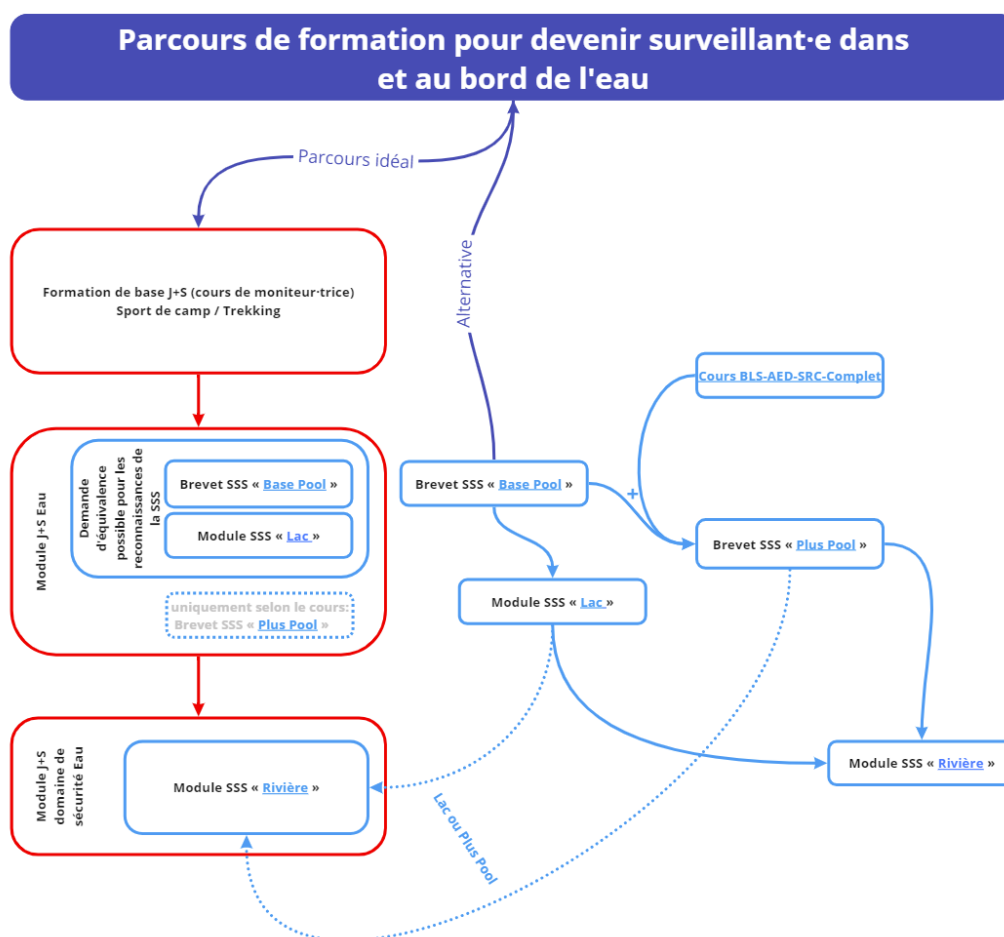 Parcours de formation pour devenir surveillant·e dans
et au bord de l'eau
Parcours idéal
Alternative
Formation de base J+S (cours de moniteur·trice)
Sport de camp / Trekking
Cours BLS-AED-SRC-Complet
Module J+S Eau
Demande
d'équivalence
possible pour les
reconnaissances de
la SSS
Brevet SSS « Base Pool »
Module SSS « Lac »
uniquement selon le cours:
Brevet SSS « Plus Pool »
Brevet SSS « Base Pool »
+
Brevet SSS « Plus Pool »
Module SSS « Lac »
Module J+S
domaine de
sécurité Eau
Module SSS « Rivière »
Lac ou Plus Pool
Module SSS « Rivière »